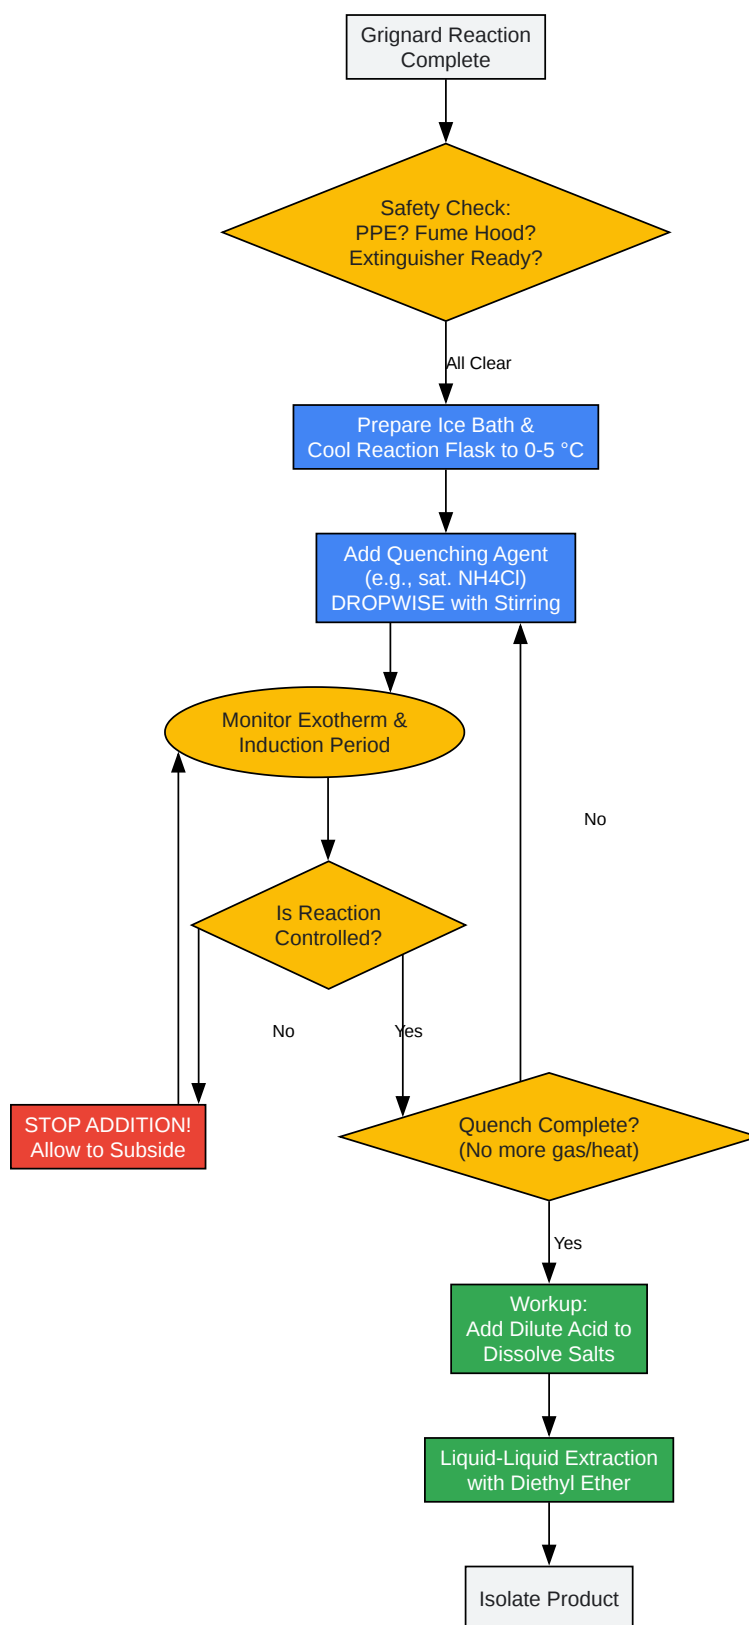 Grignard Reaction
Complete
Safety Check:
PPE? Fume Hood?
Extinguisher Ready?
All Clear
Prepare Ice Bath &
Cool Reaction Flask to 0-5 °C
Add Quenching Agent
(e.g., sat. NH4Cl)
DROPWISE with Stirring
Monitor Exotherm &
Induction Period
No
Is Reaction
Controlled?
No
Yes
STOP ADDITION!
Allow to Subside
Quench Complete?
(No more gas/heat)
Yes
Workup:
Add Dilute Acid to
Dissolve Salts
Liquid-Liquid Extraction
with Diethyl Ether
Isolate Product